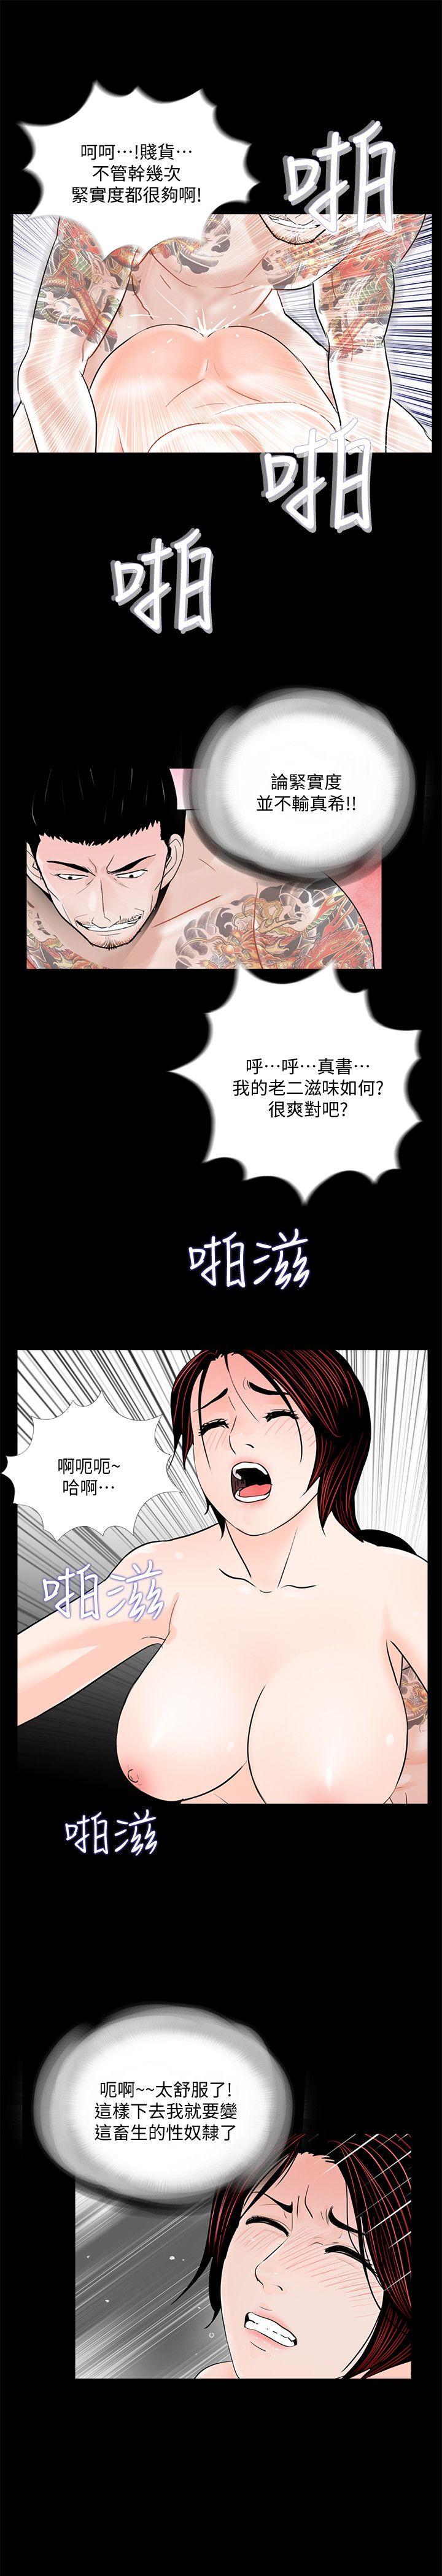 呵呵⋯!賤貨⋯
不管幹幾次
緊實度都很夠啊!
啪
啪
啪
論緊實度
並不輸真希!!
呼⋯呼⋯真書⋯
我的老二滋味如何?
很爽對吧?
啪滋
啊呃呃~
哈啊⋯
啪滋
啪滋
呃啊~~太舒服了!
這樣下去我就要變
這畜生的性奴隸了